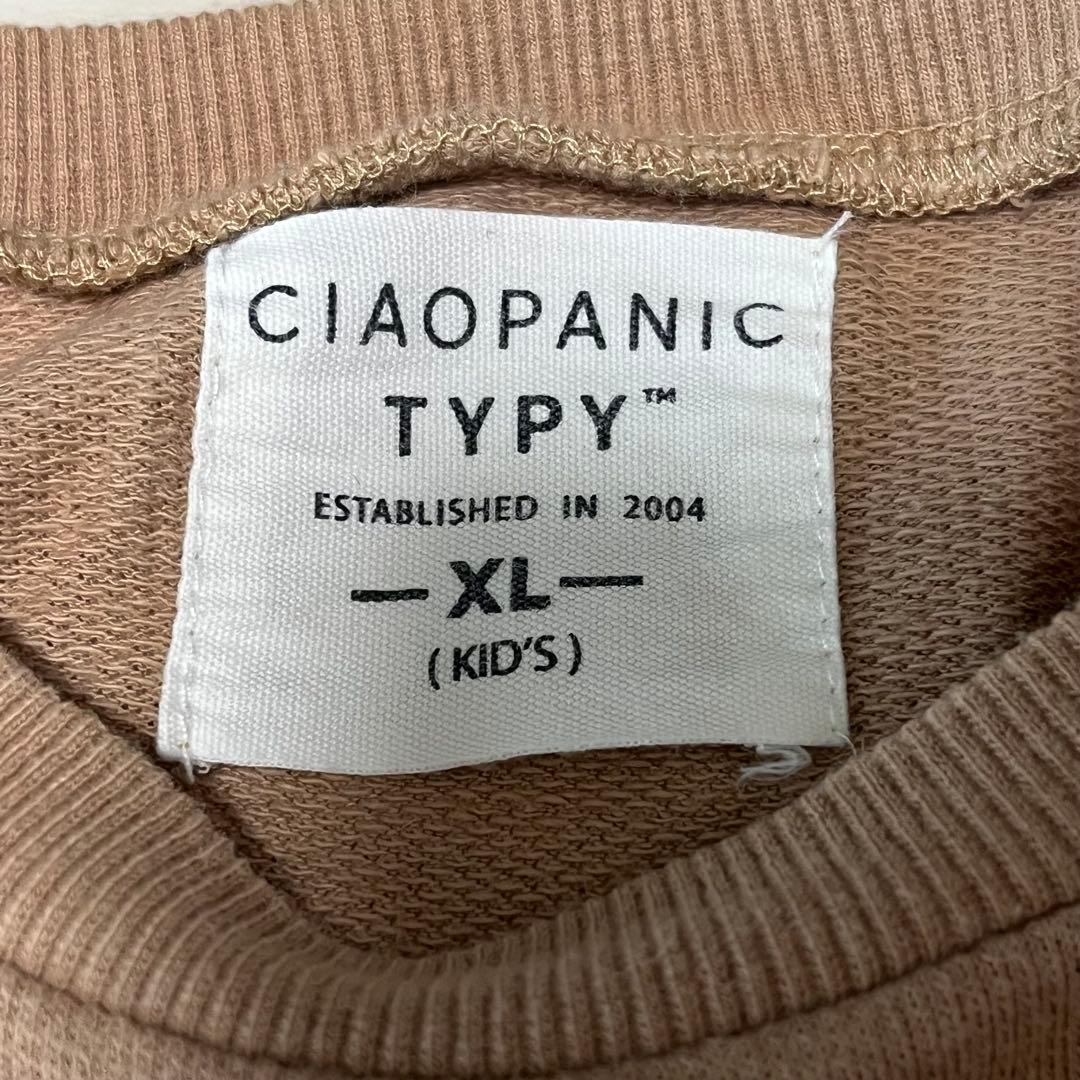 CIAOPANIC
TYPY™
ESTABLISHED IN 2004
— XL —
( KID'S )